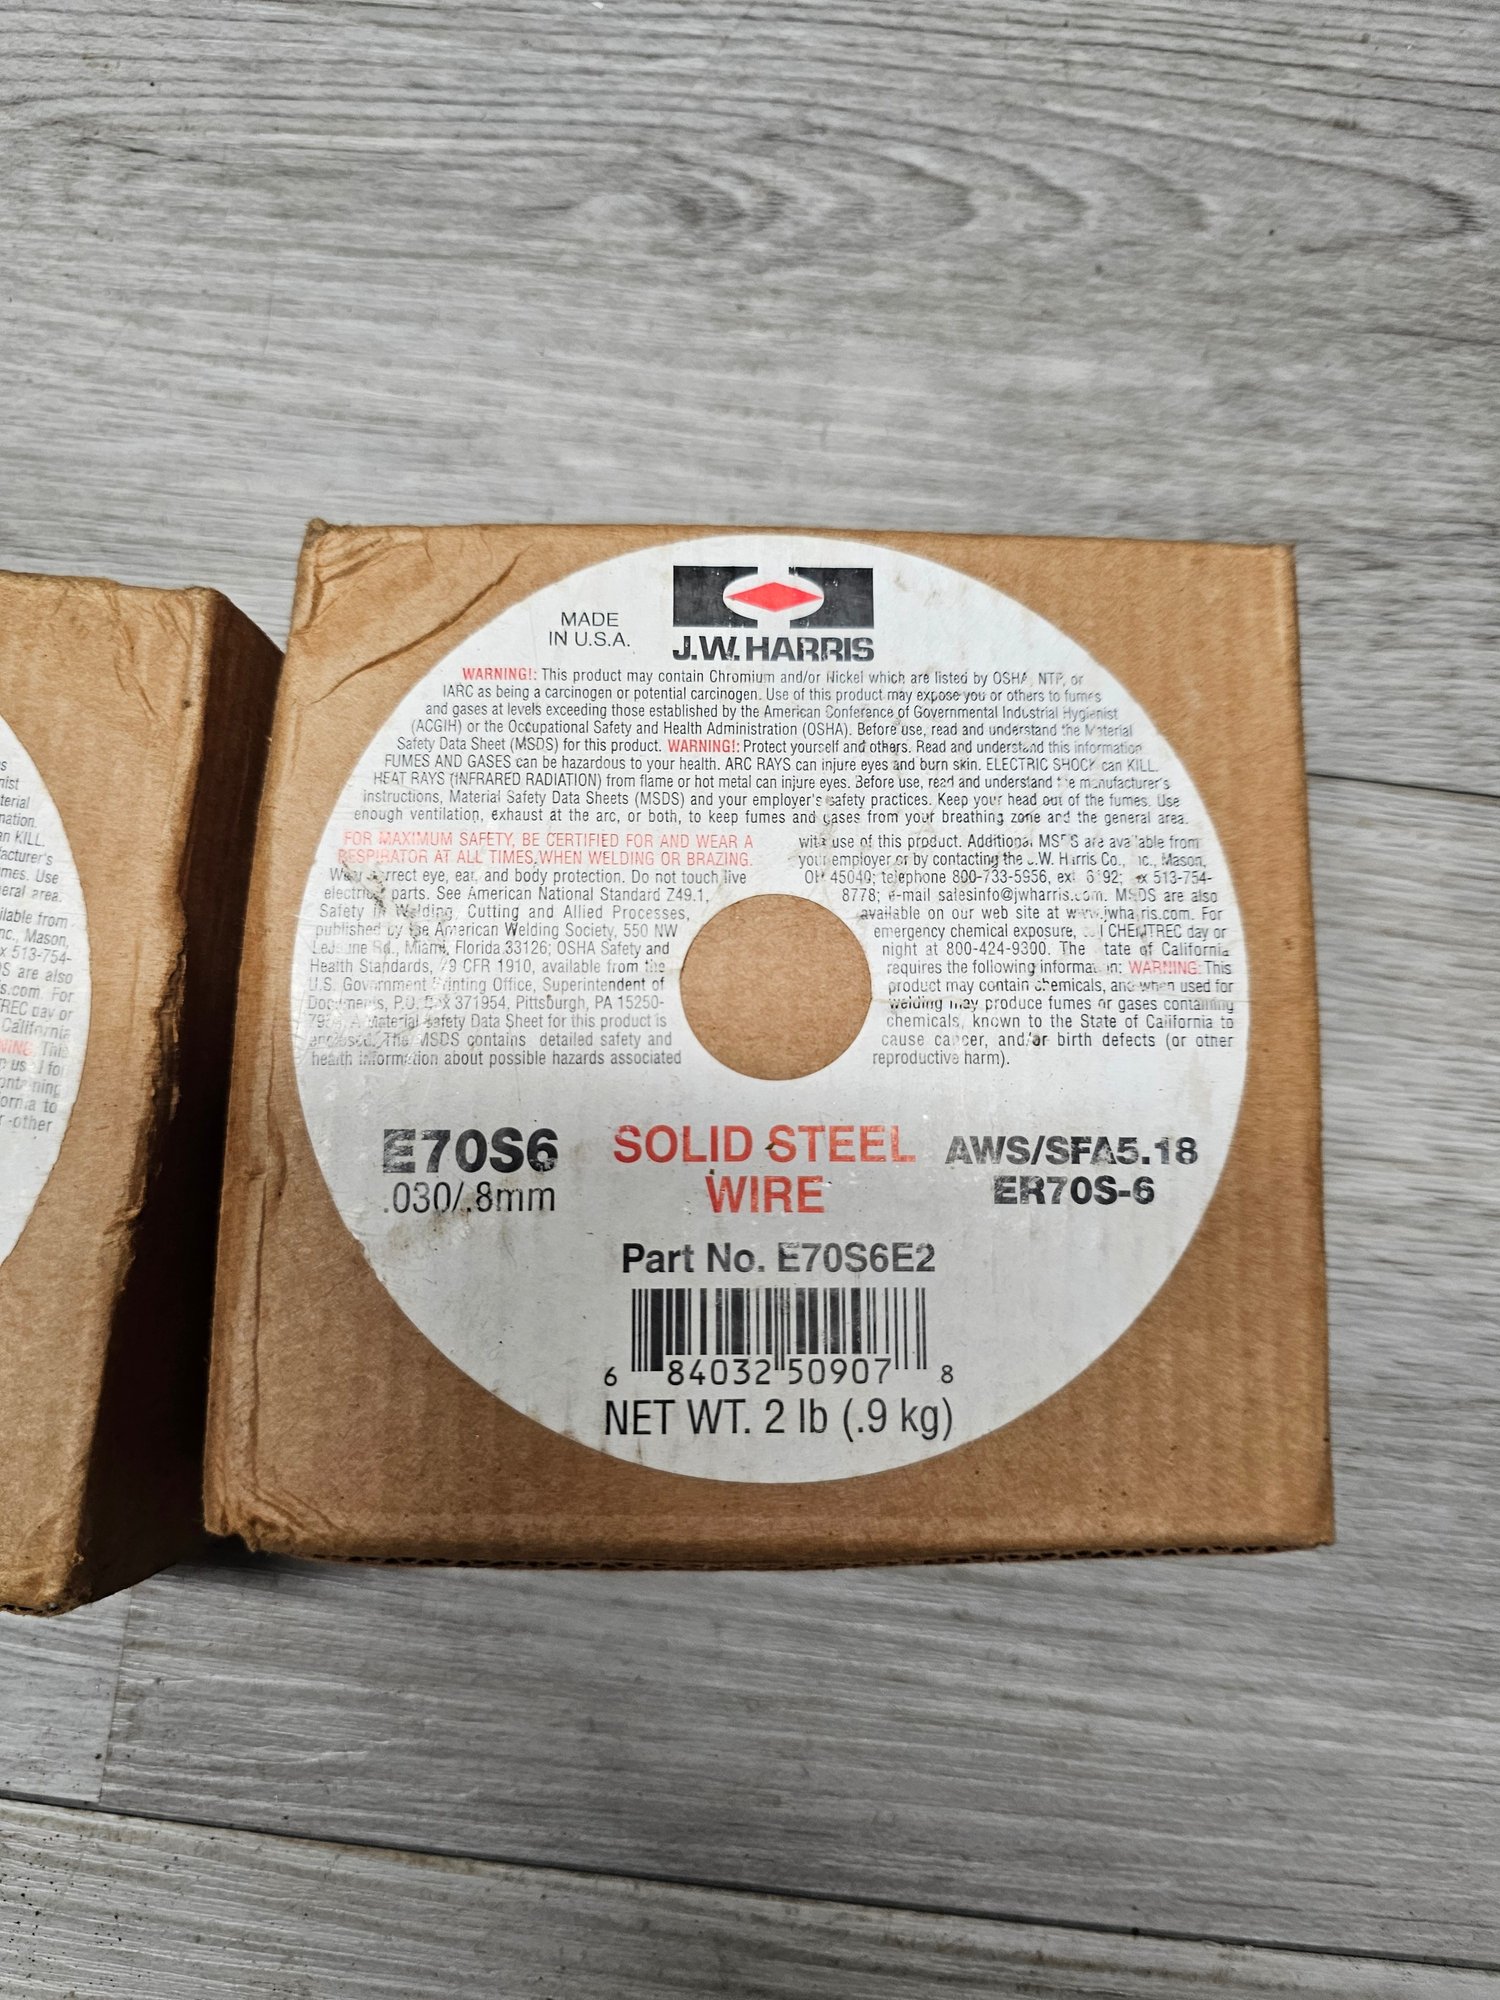 MADE
IN U.S.A.
J.W. HARRIS
WARNING!: This product may contain Chromium and/or Nickel which are listed by OSHA, NTP, or
IARC as being a carcinogen or potential carcinogen. Use of this product may expose you or others to fumes
and gases at levels exceeding those established by the American Conference of Governmental Industrial Hygienist
(ACGIH) or the Occupational Safety and Health Administration (OSHA). Before use, read and understand the Material
Safety Data Sheet (MSDS) for this product. WARNING!: Protect yourself and others. Read and understand this information.
FUMES AND GASES can be hazardous to your health. ARC RAYS can injure eyes and burn skin. ELECTRIC SHOCK can KILL.
HEAT RAYS (INFRARED RADIATION) from flame or hot metal can injure eyes. Before use, read and understand the manufacturer's
instructions, Material Safety Data Sheets (MSDS) and your employer's safety practices. Keep your head out of the fumes. Use
enough ventilation, exhaust at the arc, or both, to keep fumes and gases from your breathing zone and the general area.
FOR MAXIMUM SAFETY, BE CERTIFIED FOR AND WEAR A
RESPIRATOR AT ALL TIMES WHEN WELDING OR BRAZING.
Wear correct eye, ear, and body protection. Do not touch live
electrical parts. See American National Standard Z49.1,
Safety in Welding, Cutting and Allied Processes,
published by the American Welding Society, 550 NW
LeJeune Rd., Miami, Florida 33126; OSHA Safety and
Health Standards, 29 CFR 1910, available from the
U.S. Government Printing Office, Superintendent of
Documents, P.O. Box 371954, Pittsburgh, PA 15250-
A Material Safety Data Sheet for this product is
enclosed. The MSDS contains detailed safety and
health information about possible hazards associated
with use of this product. Additional MSDS are available from
your employer or by contacting the J.W. Harris Co., Inc., Mason,
OH 45040; telephone 800-733-5956, ext. 6192; fax 513-754-
8778; e-mail salesinfo@jwharris.com. MSDS are also
available on our web site at www.jwharris.com. For
emergency chemical exposure, call CHEMTREC day or
night at 800-424-9300. The State of California
requires the following information: WARNING: This
product may contain chemicals, and when used for
welding may produce fumes or gases containing
chemicals, known to the State of California to
cause cancer, and/or birth defects (or other
reproductive harm).
E70S6
.030/.8mm
SOLID STEEL
WIRE
AWS/SFA5.18
ER70S-6
Part No. E70S6E2
6 84032 50907 8
NET WT. 2 lb (.9 kg)